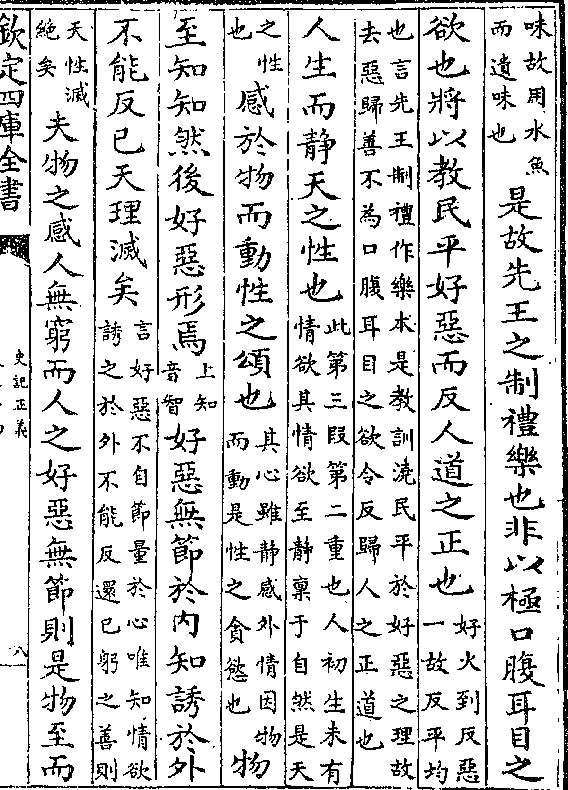 味故用水魚
而遺味也
是故先王之制禮樂也非以極口腹耳目之
欲也將以教民平好惡而反人道之正也
好火到反惡
一故反平均
也言先王制禮作樂本是教訓澆民平於好惡之理故
去惡歸善不為口腹耳目之欲令反歸人之正道也
人生而静天之性也
此第三段第二重也人初生未有
情欲其情欲至静禀于自然是天
之性
也
感於物而動性之頌也
其心雖静感外情因物
而動是性之貪慾也
物
至知知然後好惡形焉
上知
音智
好惡無節於内知誘於外
不能反已天理滅矣
言好惡不自節量於心唯知情欲
誘之於外不能反還已躬之善則
天性滅
絶矣
夫物之感人無窮而人之好惡無節則是物至而
欽定四庫全書
史記正義
八